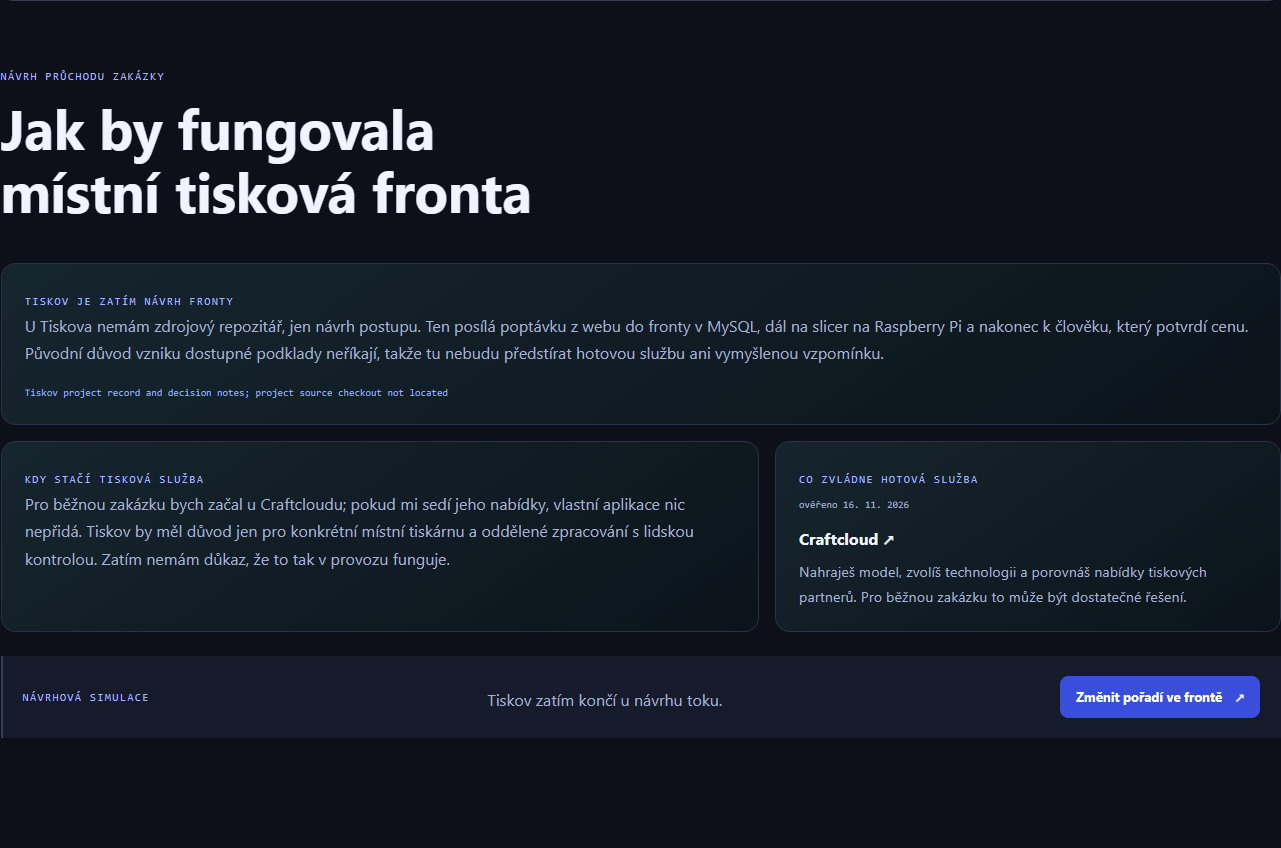 NÁVRH PRŮCHODU ZAKÁZKY
Jak by fungovala
místní tisková fronta
TISKOV JE ZATÍM NÁVRH FRONTY
U Tiskova nemám zdrojový repozitář, jen návrh postupu. Ten posílá poptávku z webu do fronty v MySQL, dál na slicer na Raspberry Pi a nakonec k člověku, který potvrdí cenu.
Původní důvod vzniku dostupné podklady neříkají, takže tu nebudu předstírat hotovou službu ani vymyšlenou vzpomínku.
Tiskov project record and decision notes; project source checkout not located
KDY STAČÍ TISKOVÁ SLUŽBA
Pro běžnou zakázku bych začal u Craftcloudu; pokud mi sedí jeho nabídky, vlastní aplikace nic
nepřidá. Tiskov by měl důvod jen pro konkrétní místní tiskárnu a oddělené zpracování s lidskou
kontrolou. Zatím nemám důkaz, že to tak v provozu funguje.
CO ZVLÁDNE HOTOVÁ SLUŽBA
ověřeno 16. 11. 2026
Craftcloud ↗
Nahraješ model, zvolíš technologii a porovnáš nabídky tiskových
partnerů. Pro běžnou zakázku to může být dostatečné řešení.
NÁVRHOVÁ SIMULACE
Tiskov zatím končí u návrhu toku.
Změnit pořadí ve frontě ↗